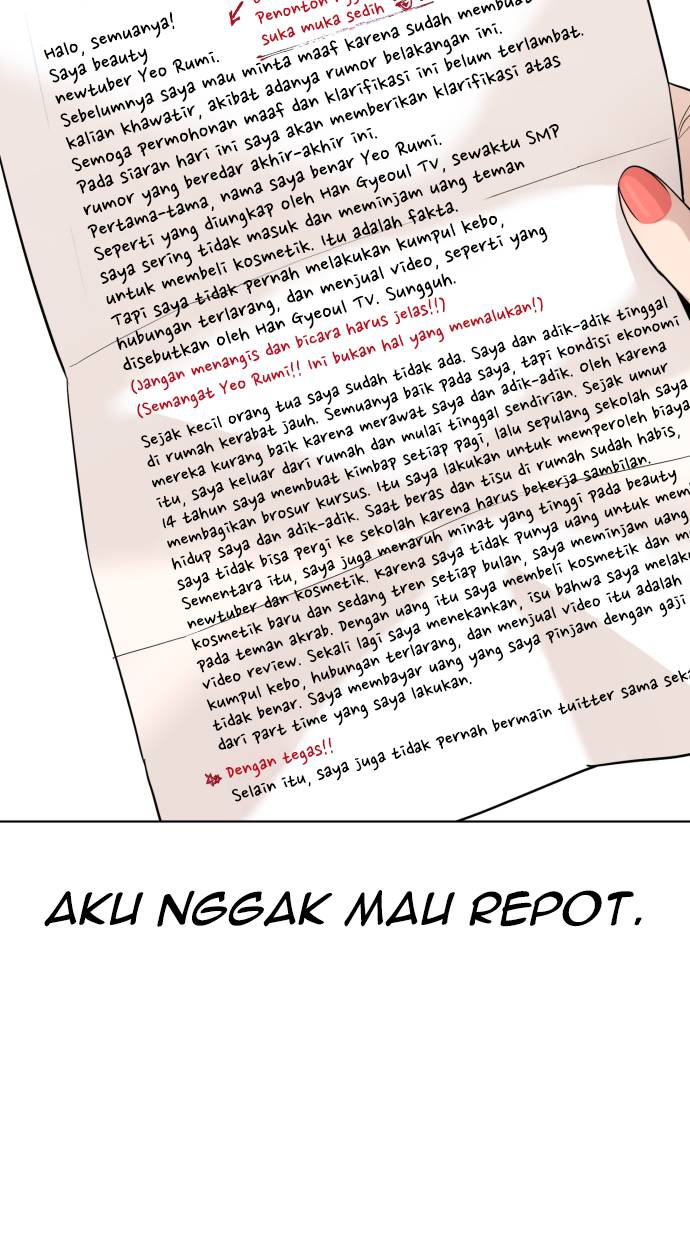 Penonton
suka muka sedih
Halo, semuanya!
Saya beauty
newtuber Yeo Rumi.
Sebelumnya saya mau minta maaf karena sudah membuat
kalian khawatir, akibat adanya rumor belakangan ini.
Semoga permohonan maaf dan klarifikasi ini belum terlambat.
Pada siaran hari ini saya akan memberikan klarifikasi atas
rumor yang beredar akhir-akhir ini.
Pertama-tama, nama saya benar Yeo Rumi.
Seperti yang diungkap oleh Han Gyeoul TV, sewaktu SMP
saya sering tidak masuk dan meminjam uang teman
untuk membeli kosmetik. Itu adalah fakta.
Tapi saya tidak pernah melakukan kumpul kebo,
hubungan terlarang, dan menjual video, seperti yang
disebutkan oleh Han Gyeoul TV. Sungguh.
(Jangan menangis dan bicara harus jelas!!)
(Semangat Yeo Rumi!! Ini bukan hal yang memalukan!)
Sejak kecil orang tua saya sudah tidak ada. Saya dan adik-adik tinggal
di rumah kerabat jauh. Semuanya baik pada saya, tapi kondisi ekonomi
mereka kurang baik karena merawat saya dan adik-adik. Oleh karena
itu, saya keluar dari rumah dan mulai tinggal sendirian. Sejak umur
14 tahun saya membuat kimbap setiap pagi, lalu sepulang sekolah saya
membagikan brosur kursus. Itu saya lakukan untuk memperoleh biaya
hidup saya dan adik-adik. Saat beras dan tisu di rumah sudah habis,
saya tidak bisa pergi ke sekolah karena harus bekerja sambilan.
Sementara itu, saya juga menaruh minat yang tinggi pada beauty
newtuber dan kosmetik. Karena saya tidak punya uang untuk mem
kosmetik baru dan sedang tren setiap bulan, saya meminjam uang
pada teman akrab. Dengan uang itu saya membeli kosmetik dan m
video review. Sekali lagi saya menekankan, isu bahwa saya melaku
kumpul kebo, hubungan terlarang, dan menjual video itu adalah
tidak benar. Saya membayar uang yang saya pinjam dengan gaji
dari part time yang saya lakukan.
Dengan tegas!!
Selain itu, saya juga tidak pernah bermain tuitter sama seka
AKU NGGAK MAU REPOT.